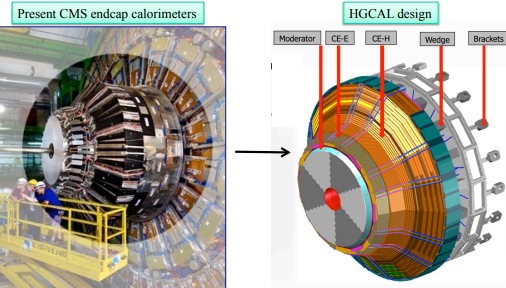 Present CMS endcap calorimeters
HGCAL design
Moderator
CE-E
CE-H
Wedge
Brackets